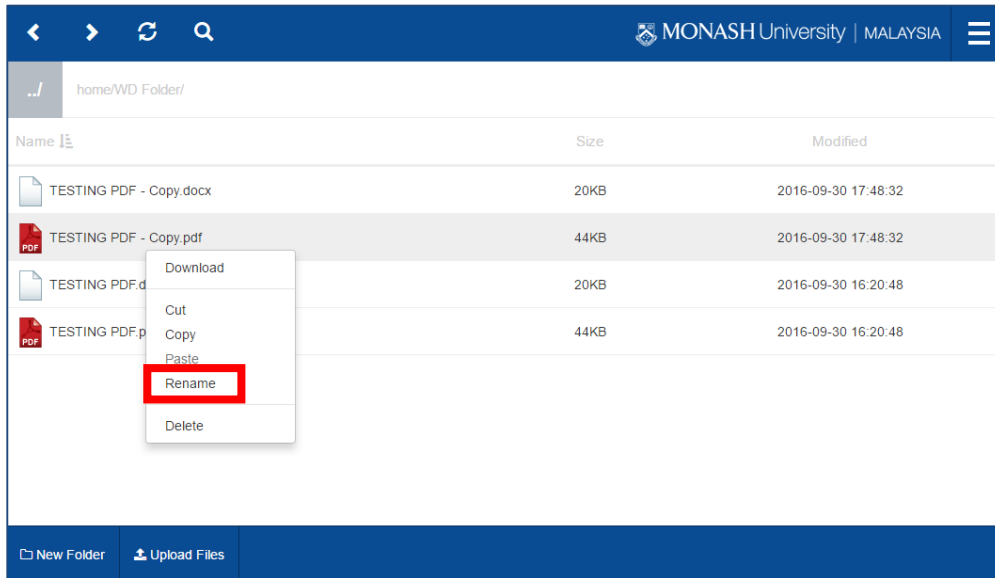 MONASH University | MALAYSIA
../ home/WD Folder/
Name Size Modified
TESTING PDF - Copy.docx 20KB 2016-09-30 17:48:32
PDF TESTING PDF - Copy.pdf 44KB 2016-09-30 17:48:32
Download
TESTING PDF.d 20KB 2016-09-30 16:20:48
Cut
PDF TESTING PDF.p 44KB 2016-09-30 16:20:48
Copy
Paste
Rename
Delete
New Folder Upload Files